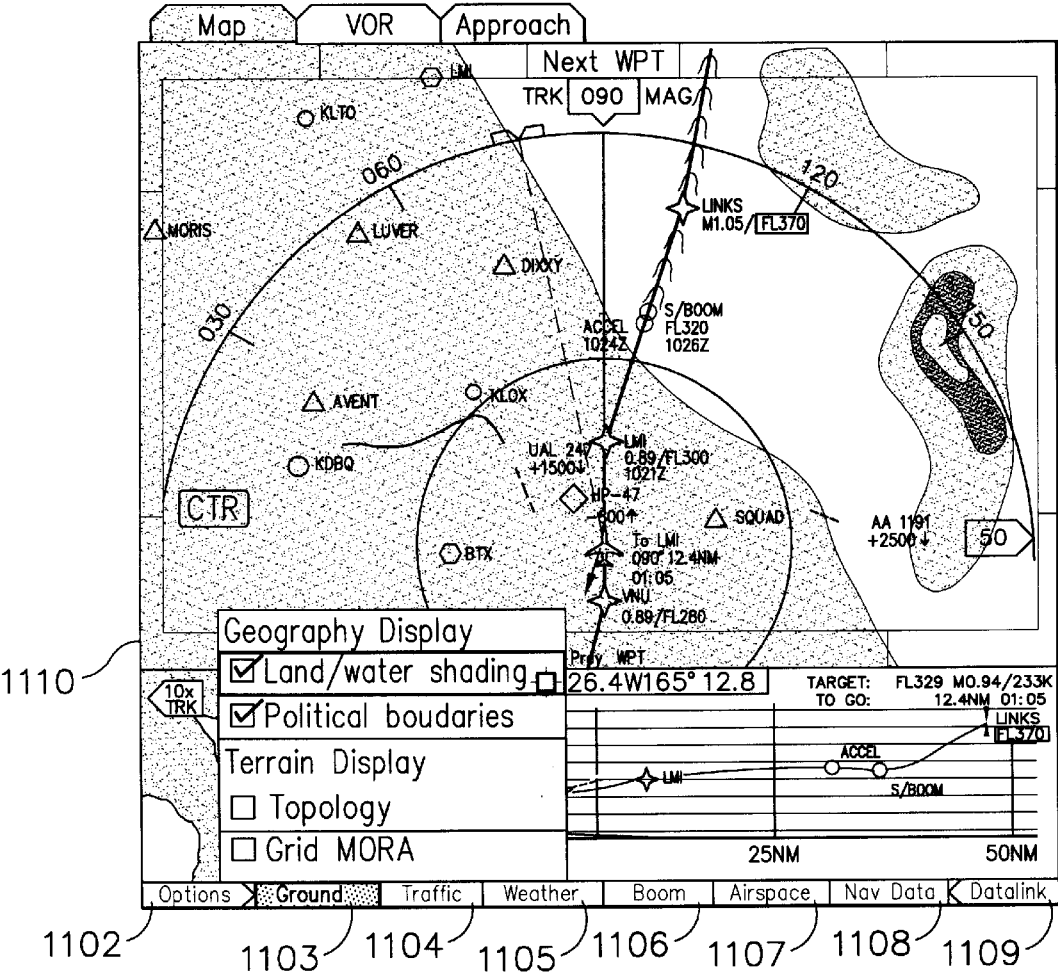 Map
VOR
Approach
Next WPT
TRK 090 MAG
LMI
KLTO
060
120
MORIS
LUVER
LINKS
M1.05/ FL370
DIXXY
030
150
S/BOOM
FL320
1026Z
ACCEL
1024Z
AVENT
KLOX
LMI
0.89/FL300
1021Z
UAL 24
+1500↓
KDBQ
HP-47
-600↑
CTR
SQUAD
AA 1191
+2500↓
50
To LMI
090° 12.4NM
01:05
BTX
VNU
0.89/FL260
Prev WPT
Geography Display
Land/water shading
Political boudaries
Terrain Display
Topology
Grid MORA
1110
10x
TRK
26.4W165° 12.8
TARGET: FL329 M0.94/233K
TO GO: 12.4NM 01:05
LINKS
FL370
ACCEL
LMI
S/BOOM
25NM
50NM
Options
Ground
Traffic
Weather
Boom
Airspace
Nav Data
Datalink
1102
1103
1104
1105
1106
1107
1108
1109